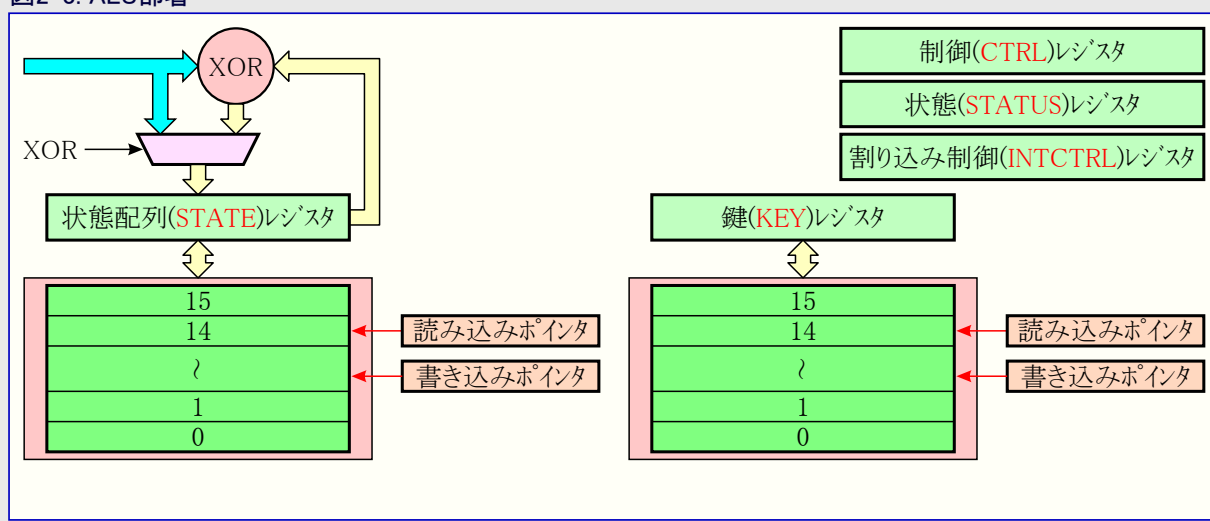 XOR
制御(CTRL)レジスタ
状態(STATUS)レジスタ
XOR
割り込み制御(INTCTRL)レジスタ
状態配列(STATE)レジスタ
鍵(KEY)レジスタ
15
14
~
1
0
読み込みポインタ
書き込みポインタ
15
14
~
1
0
読み込みポインタ
書き込みポインタ